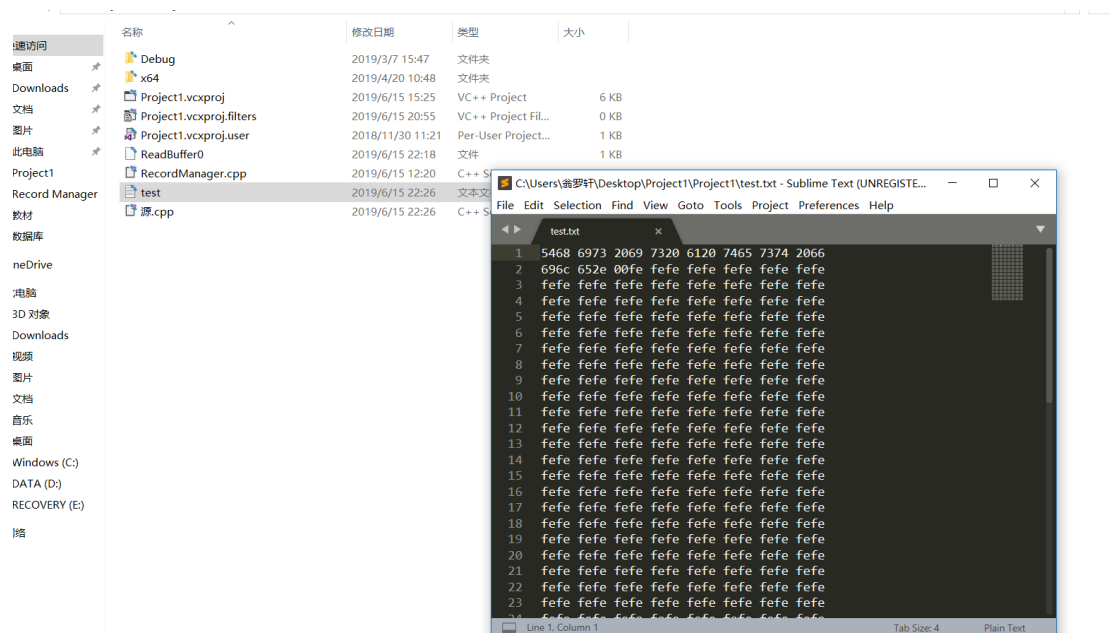 名称 修改日期 类型 大小
速访问
桌面
Downloads
文档
图片
此电脑
Project1
Record Manager
教材
数据库
neDrive
电脑
3D 对象
Downloads
视频
图片
文档
音乐
桌面
Windows (C:)
DATA (D:)
RECOVERY (E:)
络
Debug 2019/3/7 15:47 文件夹
x64 2019/4/20 10:48 文件夹
Project1.vcxproj 2019/6/15 15:25 VC++ Project 6 KB
Project1.vcxproj.filters 2019/6/15 20:55 VC++ Project Fil... 0 KB
Project1.vcxproj.user 2018/11/30 11:21 Per-User Project... 1 KB
ReadBuffer0 2019/6/15 22:18 文件 1 KB
RecordManager.cpp 2019/6/15 12:20 C++ S
test 2019/6/15 22:26 文本文
源.cpp 2019/6/15 22:26 C++ S
C:\Users\翁罗轩\Desktop\Project1\Project1\test.txt - Sublime Text (UNREGISTE...
File Edit Selection Find View Goto Tools Project Preferences Help
test.txt ×
1 5468 6973 2069 7320 6120 7465 7374 2066
2 696c 652e 00fe fefe fefe fefe fefe fefe
3 fefe fefe fefe fefe fefe fefe fefe fefe
4 fefe fefe fefe fefe fefe fefe fefe fefe
5 fefe fefe fefe fefe fefe fefe fefe fefe
6 fefe fefe fefe fefe fefe fefe fefe fefe
7 fefe fefe fefe fefe fefe fefe fefe fefe
8 fefe fefe fefe fefe fefe fefe fefe fefe
9 fefe fefe fefe fefe fefe fefe fefe fefe
10 fefe fefe fefe fefe fefe fefe fefe fefe
11 fefe fefe fefe fefe fefe fefe fefe fefe
12 fefe fefe fefe fefe fefe fefe fefe fefe
13 fefe fefe fefe fefe fefe fefe fefe fefe
14 fefe fefe fefe fefe fefe fefe fefe fefe
15 fefe fefe fefe fefe fefe fefe fefe fefe
16 fefe fefe fefe fefe fefe fefe fefe fefe
17 fefe fefe fefe fefe fefe fefe fefe fefe
18 fefe fefe fefe fefe fefe fefe fefe fefe
19 fefe fefe fefe fefe fefe fefe fefe fefe
20 fefe fefe fefe fefe fefe fefe fefe fefe
21 fefe fefe fefe fefe fefe fefe fefe fefe
22 fefe fefe fefe fefe fefe fefe fefe fefe
23 fefe fefe fefe fefe fefe fefe fefe fefe
Line 1, Column 1 Tab Size: 4 Plain Text